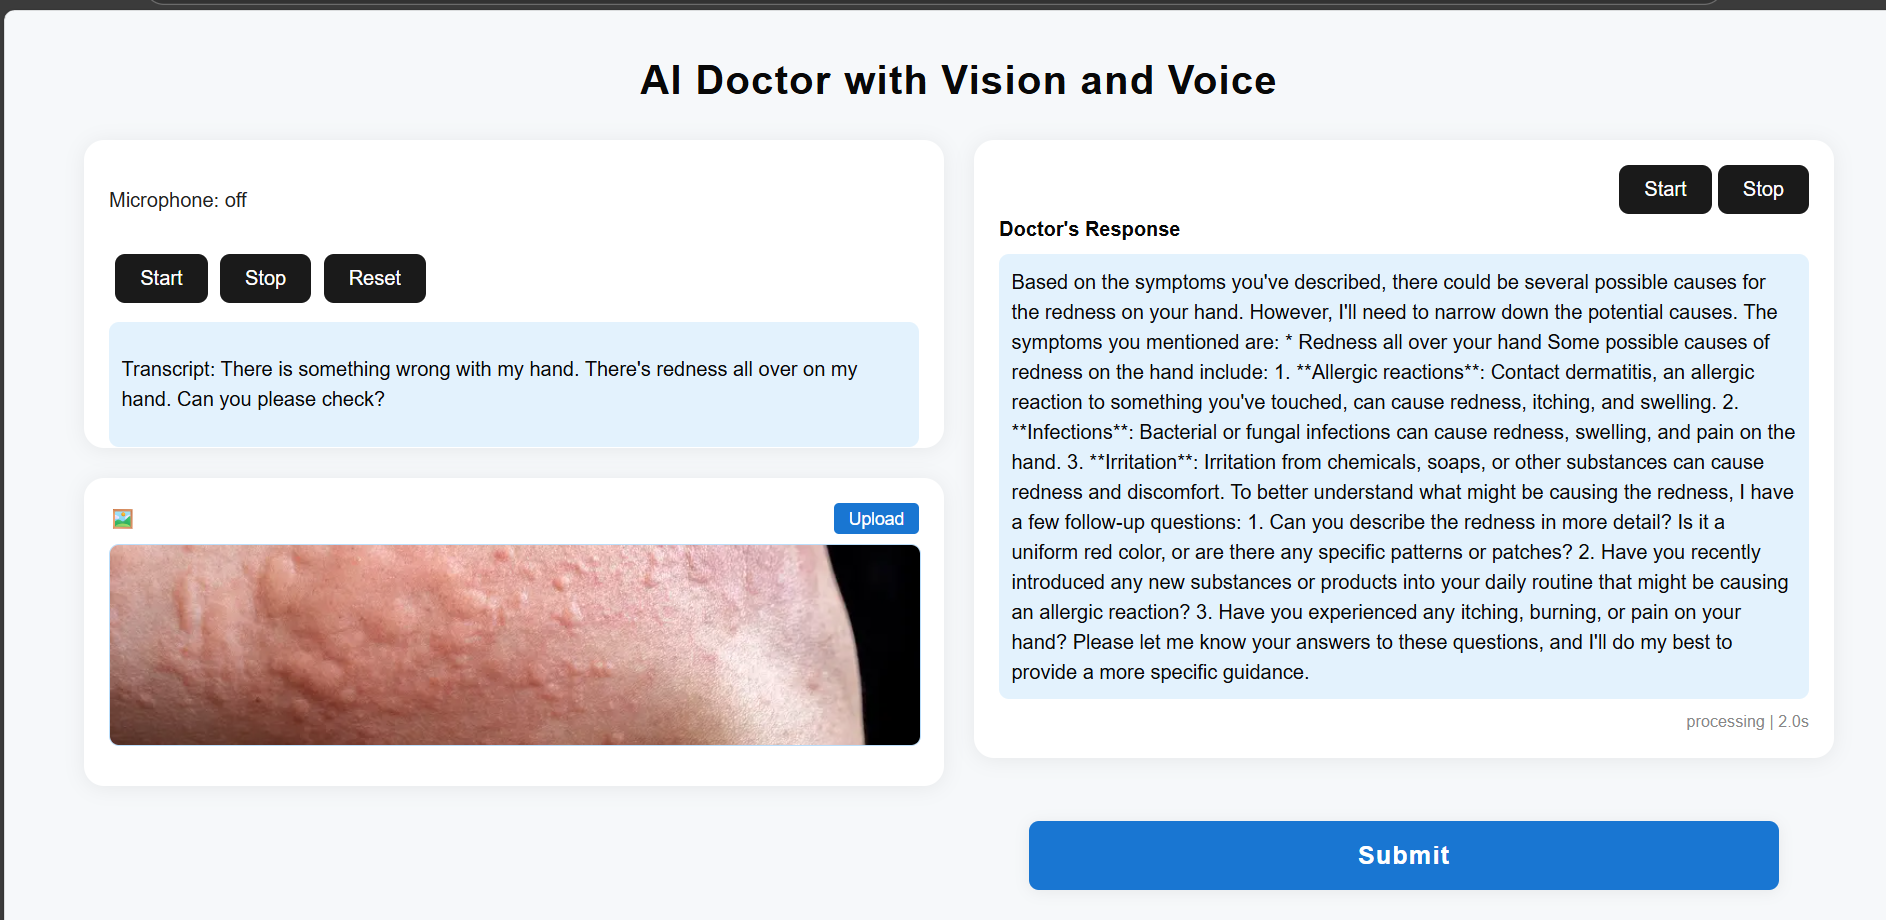 AI Doctor with Vision and Voice
Microphone: off
Start Stop Reset
Transcript: There is something wrong with my hand. There's redness all over on my
hand. Can you please check?
Upload
Start Stop
Doctor's Response
Based on the symptoms you've described, there could be several possible causes for
the redness on your hand. However, I'll need to narrow down the potential causes. The
symptoms you mentioned are: * Redness all over your hand Some possible causes of
redness on the hand include: 1. **Allergic reactions**: Contact dermatitis, an allergic
reaction to something you've touched, can cause redness, itching, and swelling. 2.
**Infections**: Bacterial or fungal infections can cause redness, swelling, and pain on the
hand. 3. **Irritation**: Irritation from chemicals, soaps, or other substances can cause
redness and discomfort. To better understand what might be causing the redness, I have
a few follow-up questions: 1. Can you describe the redness in more detail? Is it a
uniform red color, or are there any specific patterns or patches? 2. Have you recently
introduced any new substances or products into your daily routine that might be causing
an allergic reaction? 3. Have you experienced any itching, burning, or pain on your
hand? Please let me know your answers to these questions, and I'll do my best to
provide a more specific guidance.
processing | 2.0s
Submit